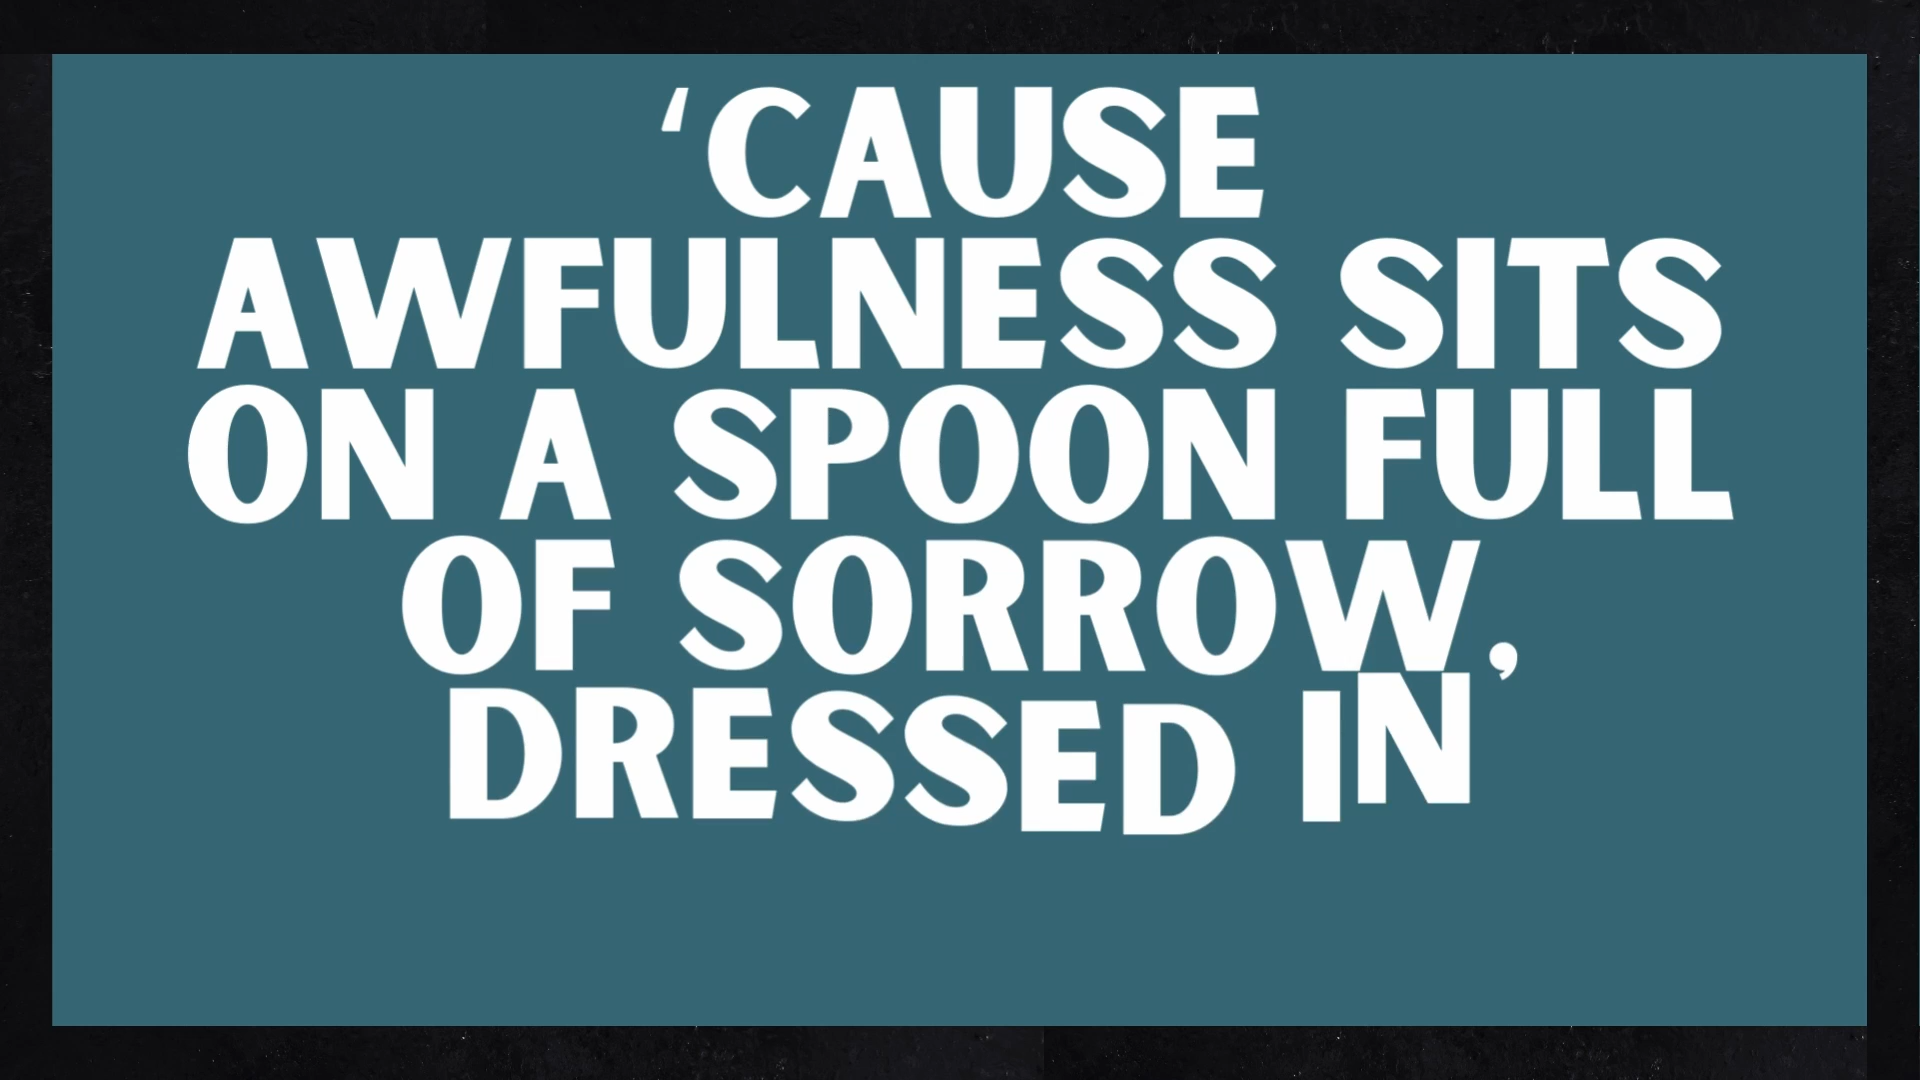 ‘CAUSE
AWFULNESS SITS
ON A SPOON FULL
OF SORROW,
DRESSED IN